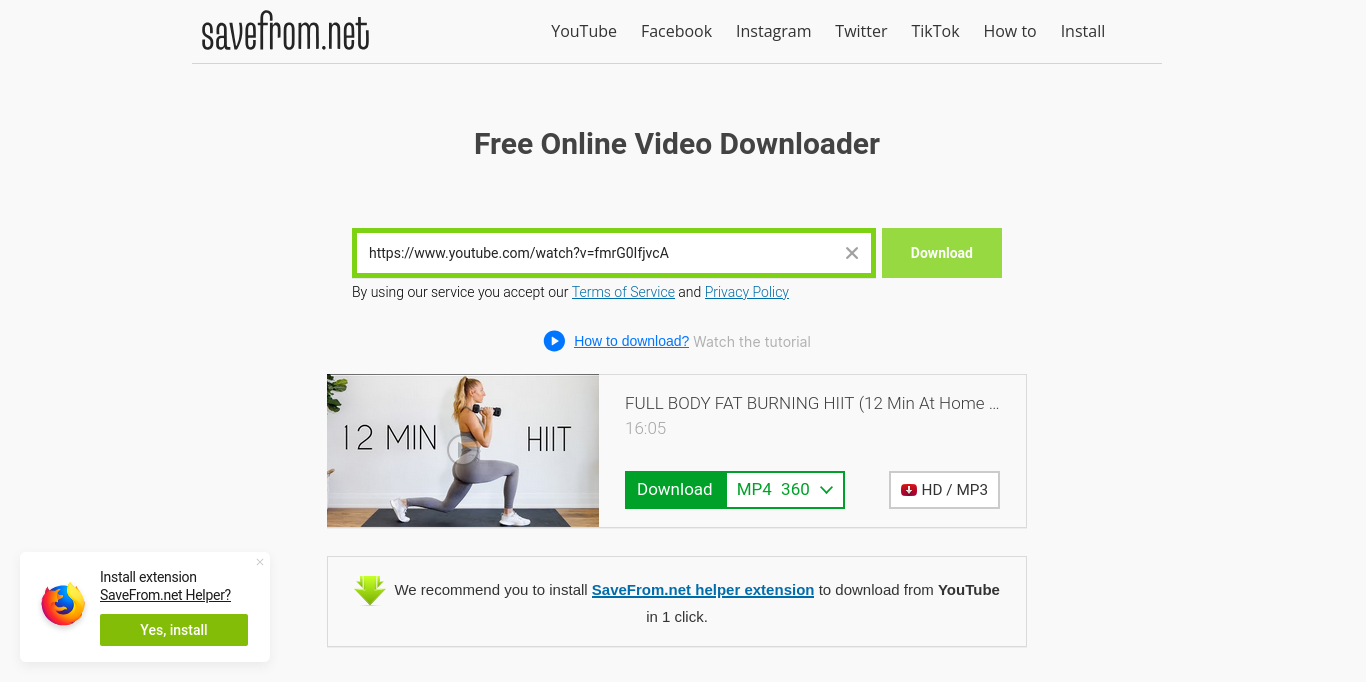 savefrom.net
YouTube Facebook Instagram Twitter TikTok How to Install
Free Online Video Downloader
https://www.youtube.com/watch?v=fmrG0IfjvcA
Download
By using our service you accept our Terms of Service and Privacy Policy
How to download? Watch the tutorial
12 MIN HIIT
FULL BODY FAT BURNING HIIT (12 Min At Home ...
16:05
Download MP4 360
HD / MP3
We recommend you to install SaveFrom.net helper extension to download from YouTube
in 1 click.
Install extension
SaveFrom.net Helper?
Yes, install